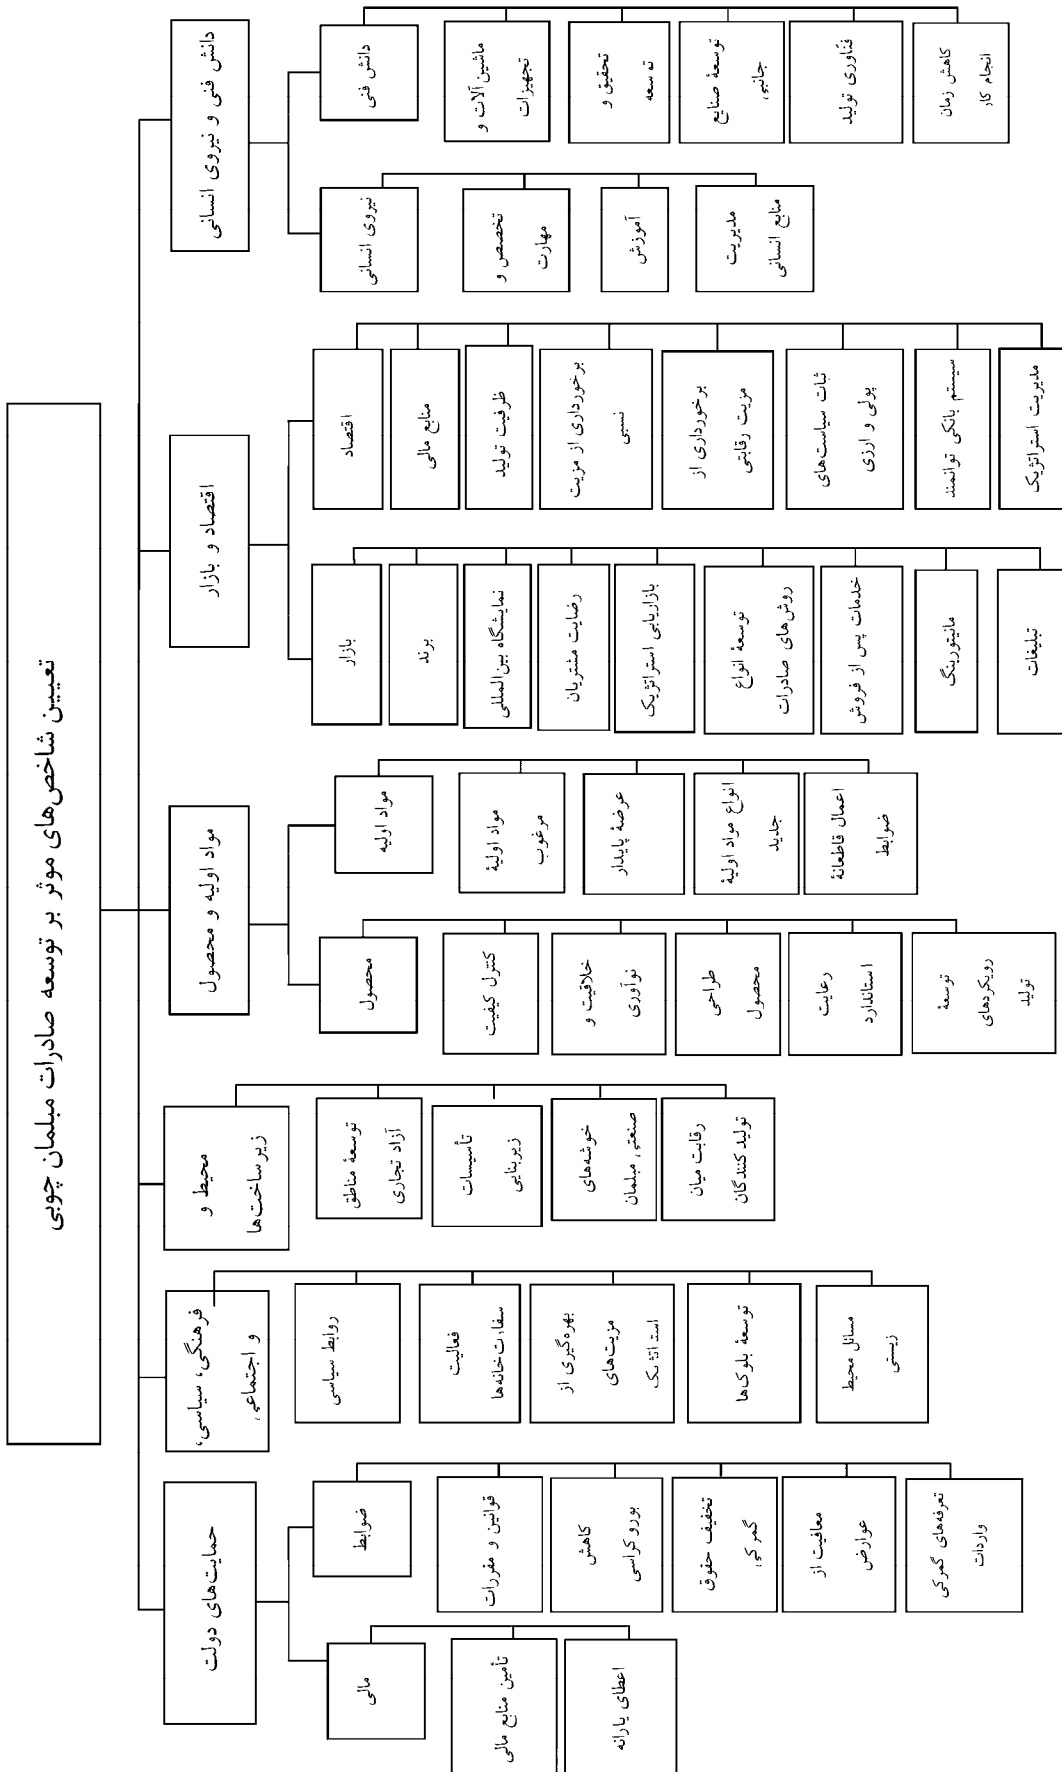 تعیین شاخص‌های موثر بر توسعه صادرات مبلمان چوبی
دانش فنی و نیروی انسانی
دانش فنی
ماشین‌آلات و
تجهیزات
تحقیق و
توسعه
توسعهٔ صنایع
جانبی
فنّاوری تولید
کاهش زمان
انجام کار
نیروی انسانی
تخصص و
مهارت
آموزش
مدیریت
منابع انسانی
اقتصاد و بازار
اقتصاد
منابع مالی
ظرفیت تولید
برخورداری از مزیت
نسبی
برخورداری از
مزیت رقابتی
ثبات سیاست‌های
پولی و ارزی
سیستم بانکی توانمند
مدیریت استراتژیک
بازار
برند
نمایشگاه بین‌المللی
رضایت مشتریان
بازاریابی استراتژیک
توسعهٔ انواع
روش‌های صادرات
خدمات پس از فروش
مانیتورینگ
تبلیغات
مواد اولیه و محصول
مواد اولیه
مواد اولیهٔ
مرغوب
عرضهٔ پایدار
انواع مواد اولیهٔ
جدید
اعمال قاطعانهٔ
ضوابط
محصول
کنترل کیفیت
خلاقیت و
نوآوری
طراحی
محصول
رعایت
استاندارد
توسعهٔ
رویکردهای
تولید
محیط و
زیرساخت‌ها
توسعهٔ مناطق
آزاد تجاری
تأسیسات
زیربنایی
خوشه‌های
صنعتی مبلمان
رقابت میان
تولیدکنندگان
فرهنگی، سیاسی،
و اجتماعی
روابط سیاسی
فعالیت
سفارت‌خانه‌ها
بهره‌گیری از
مزیت‌های
استراتژیک
توسعهٔ بلوک‌ها
مسائل محیط
زیستی
حمایت‌های دولت
ضوابط
قوانین و مقررات
کاهش
بوروکراسی
تخفیف حقوق
گمرکی
معافیت از
عوارض
تعرفه‌های گمرکی
واردات
مالی
تأمین منابع مالی
اعطای یارانه